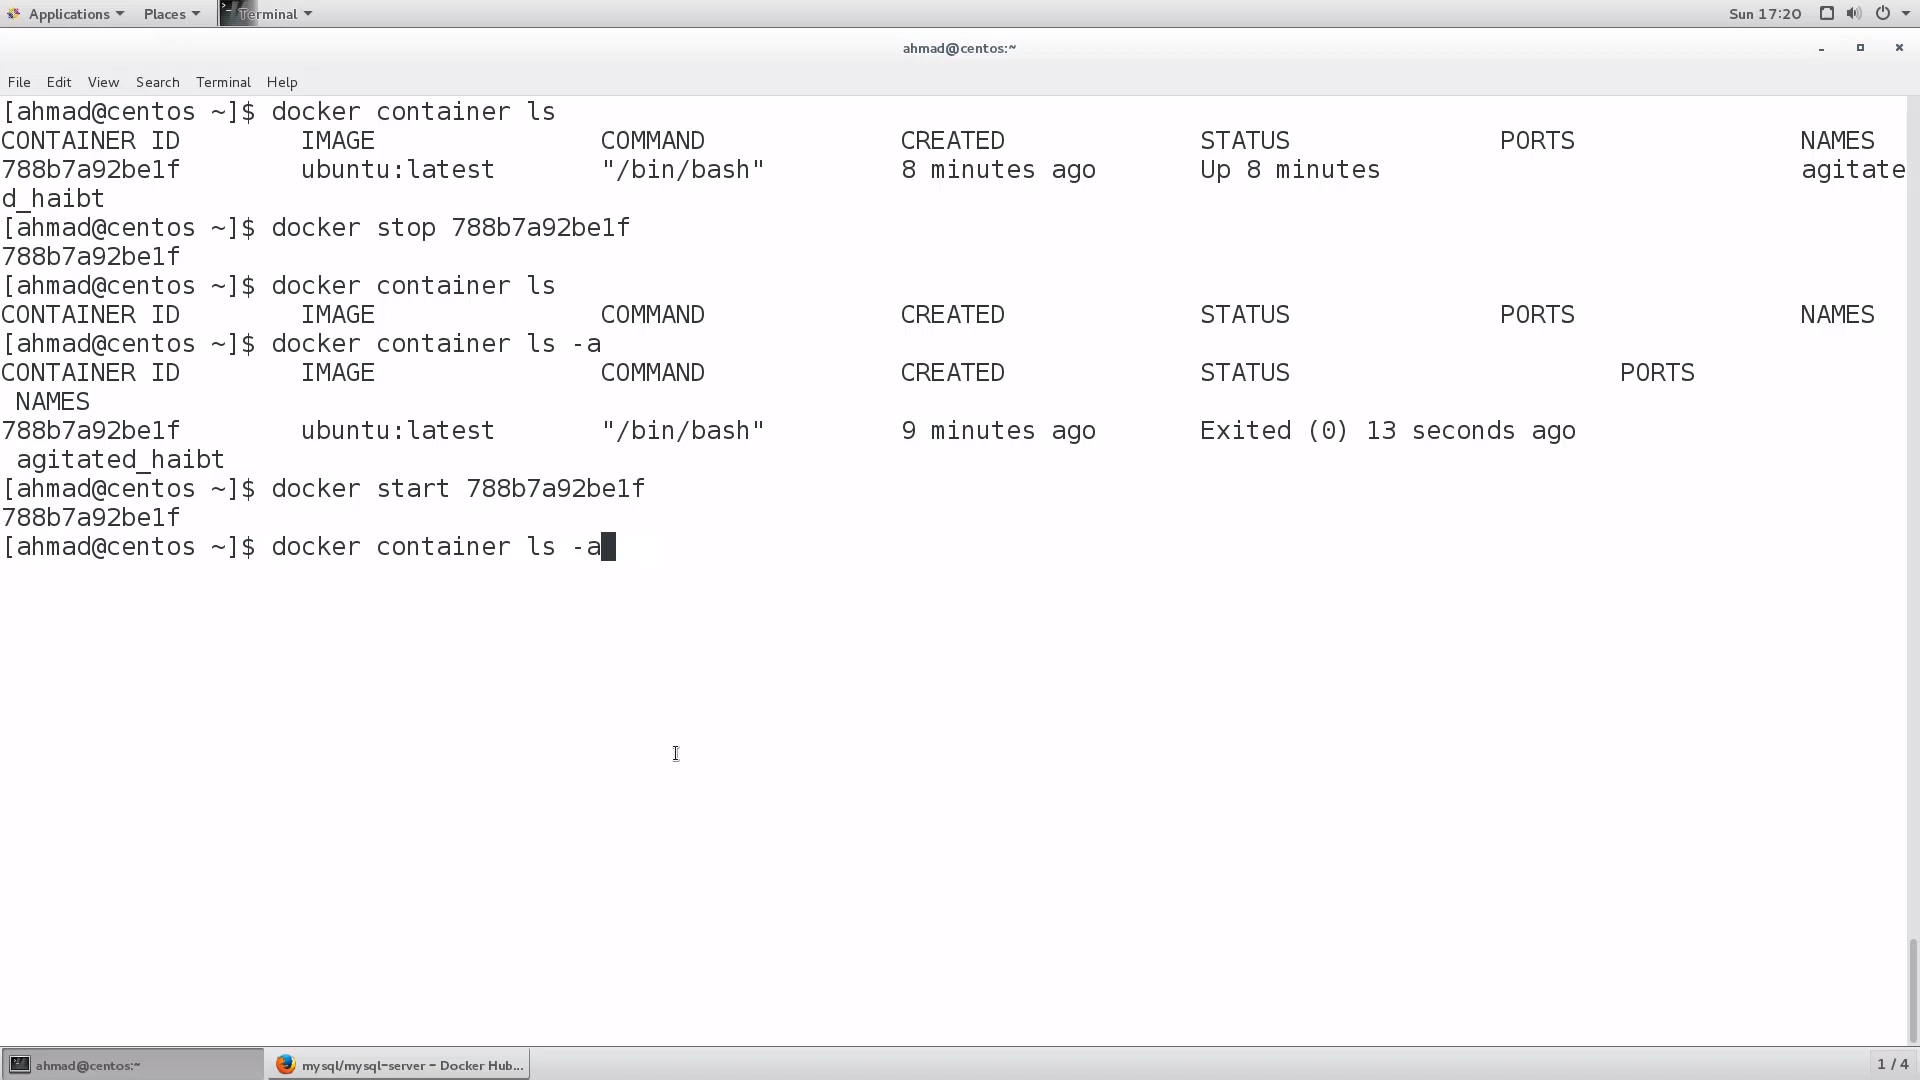 Applications Places Terminal Sun 17:20
ahmad@centos:~
File Edit View Search Terminal Help
[ahmad@centos ~]$ docker container ls
CONTAINER ID IMAGE COMMAND CREATED STATUS PORTS NAMES
788b7a92be1f ubuntu:latest "/bin/bash" 8 minutes ago Up 8 minutes agitate
d_haibt
[ahmad@centos ~]$ docker stop 788b7a92be1f
788b7a92be1f
[ahmad@centos ~]$ docker container ls
CONTAINER ID IMAGE COMMAND CREATED STATUS PORTS NAMES
[ahmad@centos ~]$ docker container ls -a
CONTAINER ID IMAGE COMMAND CREATED STATUS PORTS
NAMES
788b7a92be1f ubuntu:latest "/bin/bash" 9 minutes ago Exited (0) 13 seconds ago
agitated_haibt
[ahmad@centos ~]$ docker start 788b7a92be1f
788b7a92be1f
[ahmad@centos ~]$ docker container ls -a
ahmad@centos:~ mysql/mysql-server – Docker Hub... 1 / 4